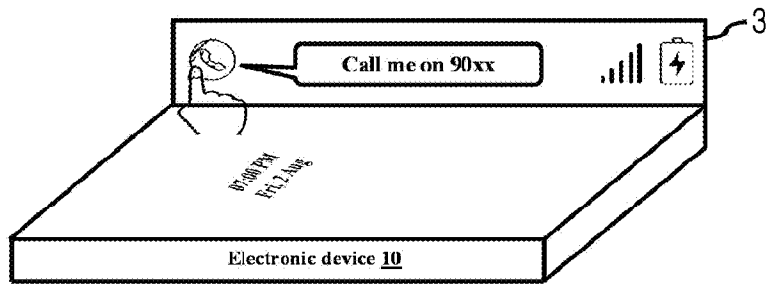 3
Call me on 90xx
07:00 PM
Fri, 2 Aug
Electronic device 10